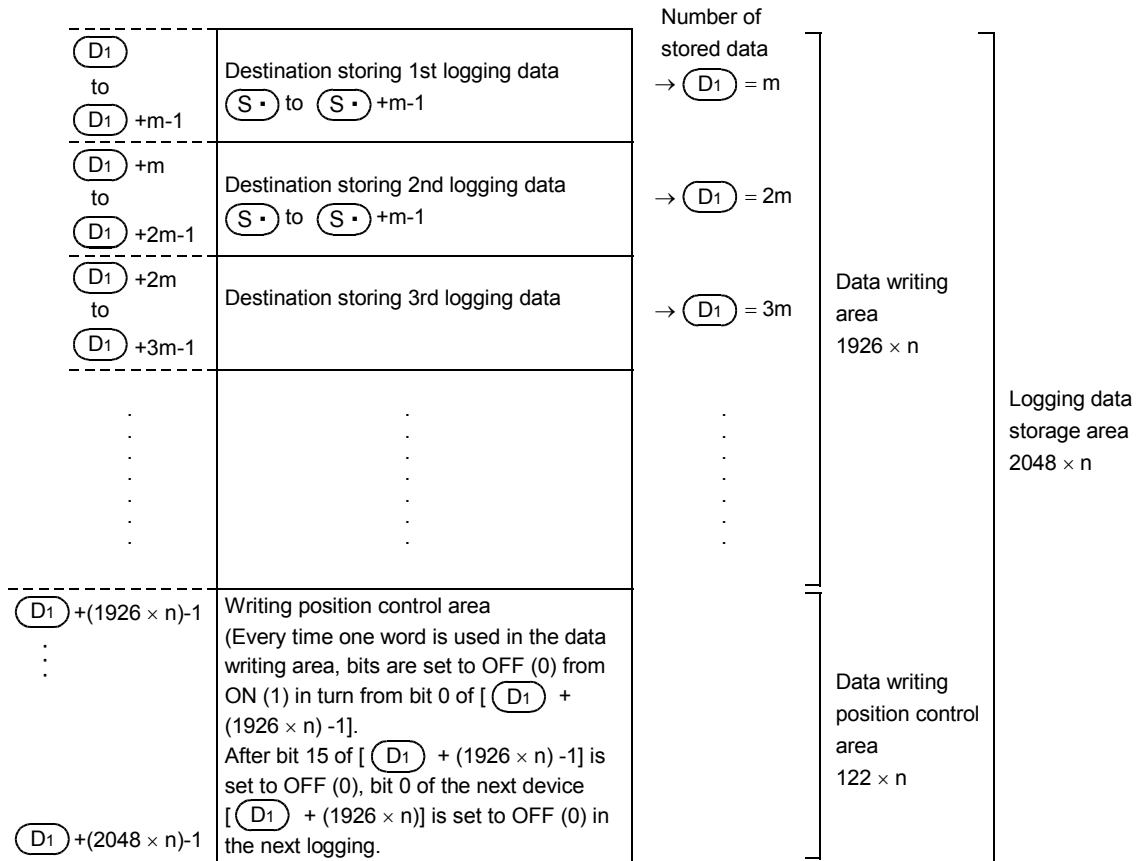 Number of
stored data
D1
to
D1 +m-1
Destination storing 1st logging data
S· to S· +m-1
→ D1 = m
D1 +m
to
D1 +2m-1
Destination storing 2nd logging data
S· to S· +m-1
→ D1 = 2m
D1 +2m
to
D1 +3m-1
Destination storing 3rd logging data
→ D1 = 3m
Data writing
area
1926 × n
Logging data
storage area
2048 × n
D1 +(1926 × n)-1
Writing position control area
(Every time one word is used in the data
writing area, bits are set to OFF (0) from
ON (1) in turn from bit 0 of [ D1 +
(1926 × n) -1].
After bit 15 of [ D1 + (1926 × n) -1] is
set to OFF (0), bit 0 of the next device
[ D1 + (1926 × n)] is set to OFF (0) in
the next logging.
D1 +(2048 × n)-1
Data writing
position control
area
122 × n